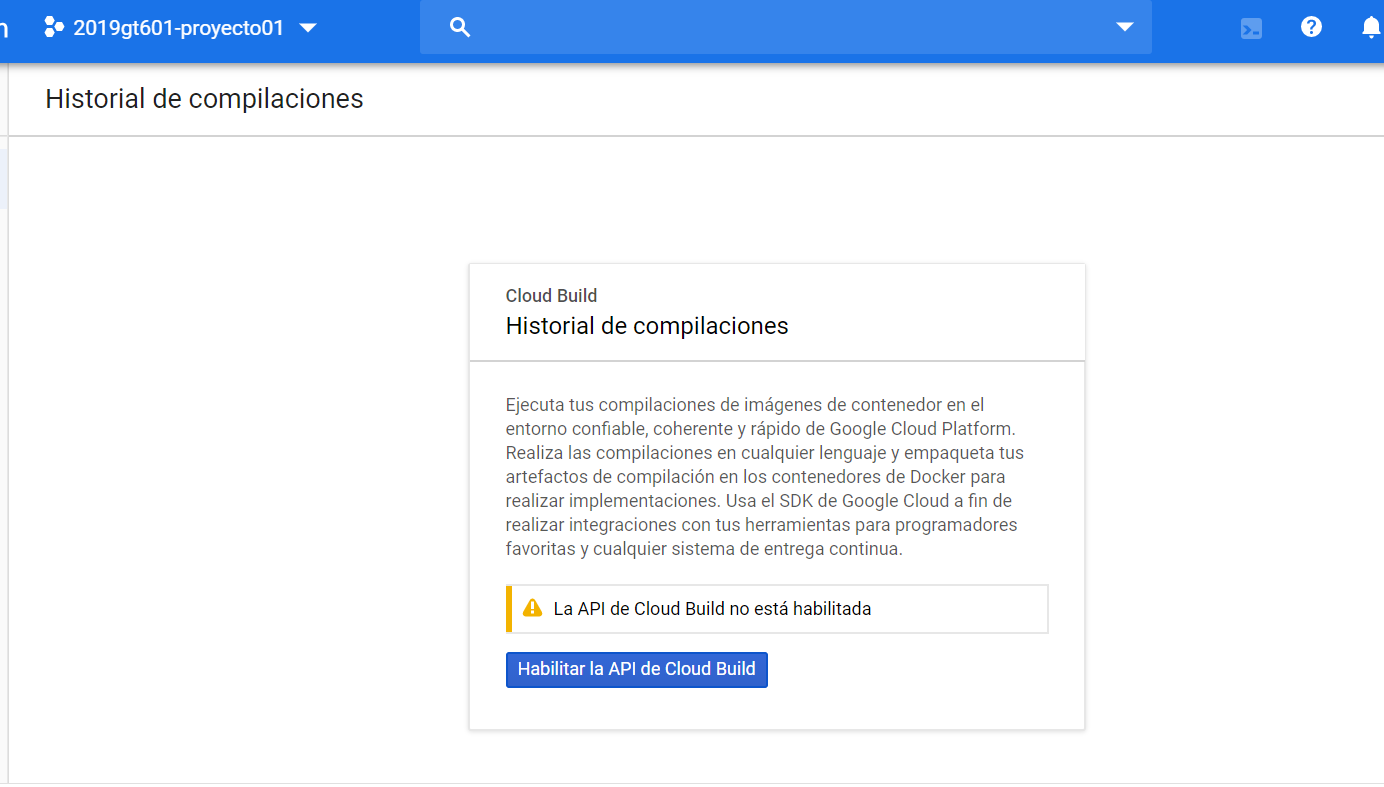 2019gt601-proyecto01
Historial de compilaciones
Cloud Build
Historial de compilaciones
Ejecuta tus compilaciones de imágenes de contenedor en el
entorno confiable, coherente y rápido de Google Cloud Platform.
Realiza las compilaciones en cualquier lenguaje y empaqueta tus
artefactos de compilación en los contenedores de Docker para
realizar implementaciones. Usa el SDK de Google Cloud a fin de
realizar integraciones con tus herramientas para programadores
favoritas y cualquier sistema de entrega continua.
La API de Cloud Build no está habilitada
Habilitar la API de Cloud Build